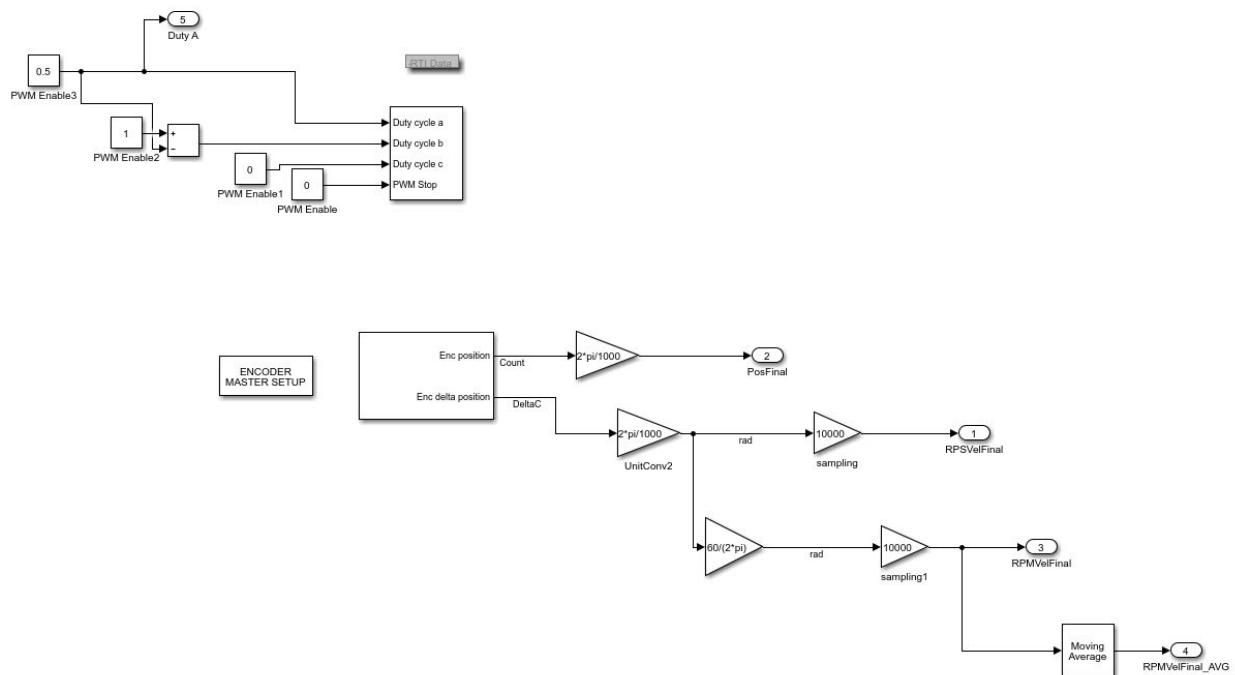 5
Duty A
0.5
PWM Enable3
RTI Data
1
PWM Enable2
+
−
Duty cycle a
Duty cycle b
Duty cycle c
PWM Stop
0
PWM Enable1
0
PWM Enable
ENCODER
MASTER SETUP
Enc position
Count
2*pi/1000
2
PosFinal
Enc delta position
DeltaC
2*pi/1000
UnitConv2
rad
10000
sampling
1
RPSVelFinal
60/(2*pi)
rad
10000
sampling1
3
RPMVelFinal
Moving
Average
4
RPMVelFinal_AVG